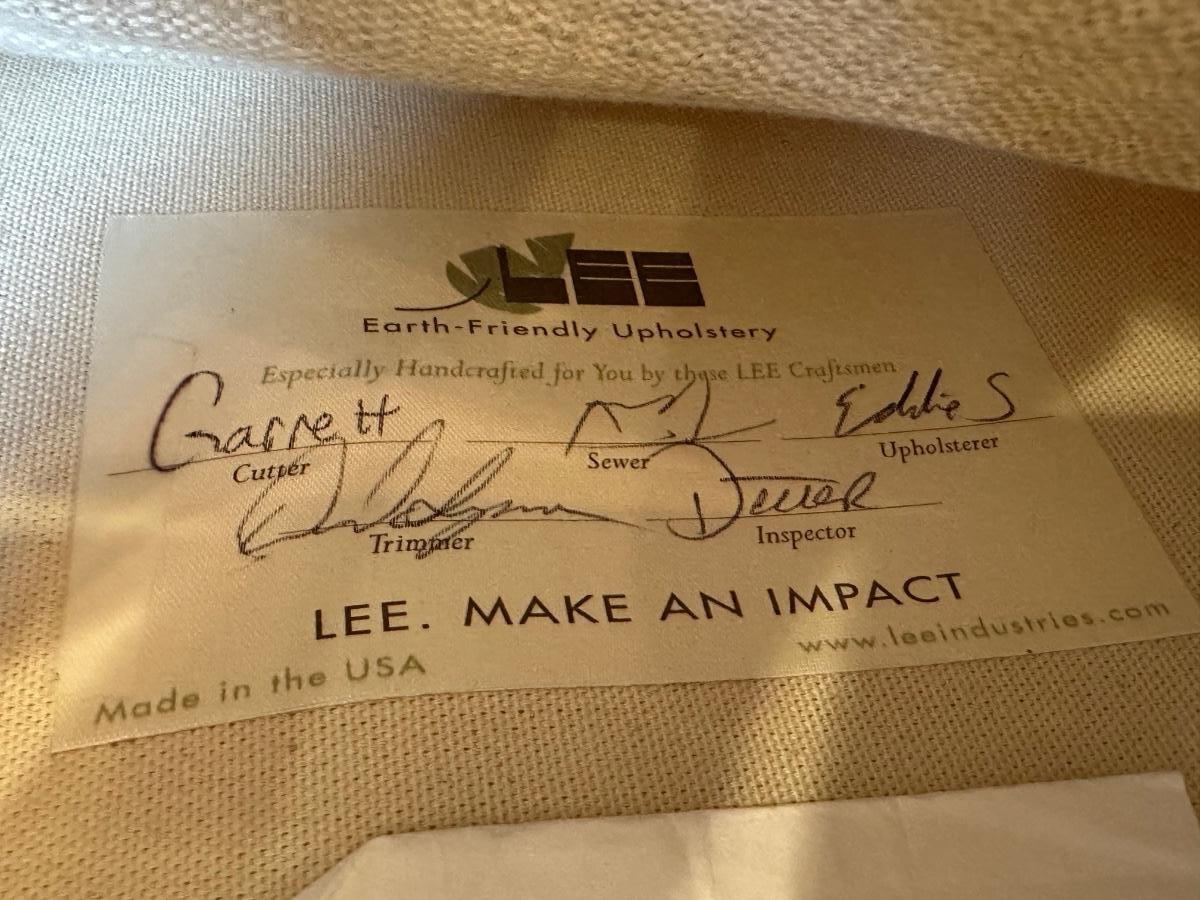 LEE
Earth-Friendly Upholstery
Especially Handcrafted for You by these LEE Craftsmen
Garrett Eddie S
Cutter Sewer Upholsterer
Trimmer Inspector
LEE. MAKE AN IMPACT
Made in the USA www.leeindustries.com